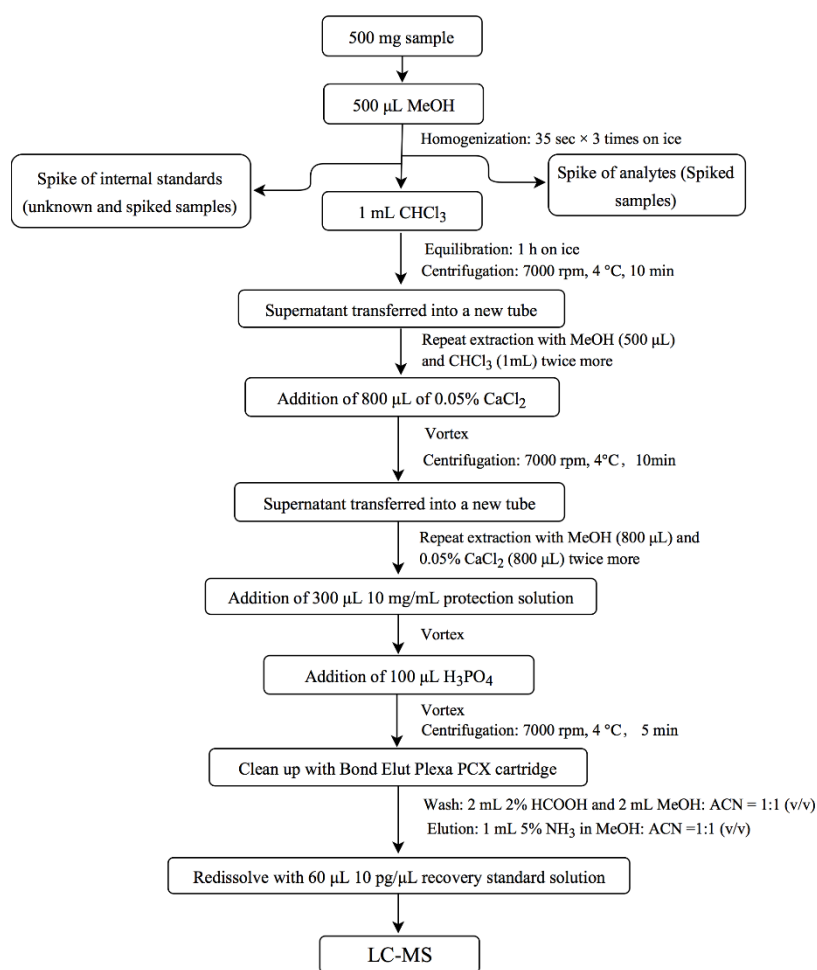 500 mg sample
500 μL MeOH
Homogenization: 35 sec × 3 times on ice
Spike of internal standards
(unknown and spiked samples)
Spike of analytes (Spiked
samples)
1 mL CHCl₃
Equilibration: 1 h on ice
Centrifugation: 7000 rpm, 4 °C, 10 min
Supernatant transferred into a new tube
Repeat extraction with MeOH (500 μL)
and CHCl₃ (1mL) twice more
Addition of 800 μL of 0.05% CaCl₂
Vortex
Centrifugation: 7000 rpm, 4°C， 10min
Supernatant transferred into a new tube
Repeat extraction with MeOH (800 μL) and
0.05% CaCl₂ (800 μL) twice more
Addition of 300 μL 10 mg/mL protection solution
Vortex
Addition of 100 μL H₃PO₄
Vortex
Centrifugation: 7000 rpm, 4 °C， 5 min
Clean up with Bond Elut Plexa PCX cartridge
Wash: 2 mL 2% HCOOH and 2 mL MeOH: ACN = 1:1 (v/v)
Elution: 1 mL 5% NH₃ in MeOH: ACN =1:1 (v/v)
Redissolve with 60 μL 10 pg/μL recovery standard solution
LC-MS